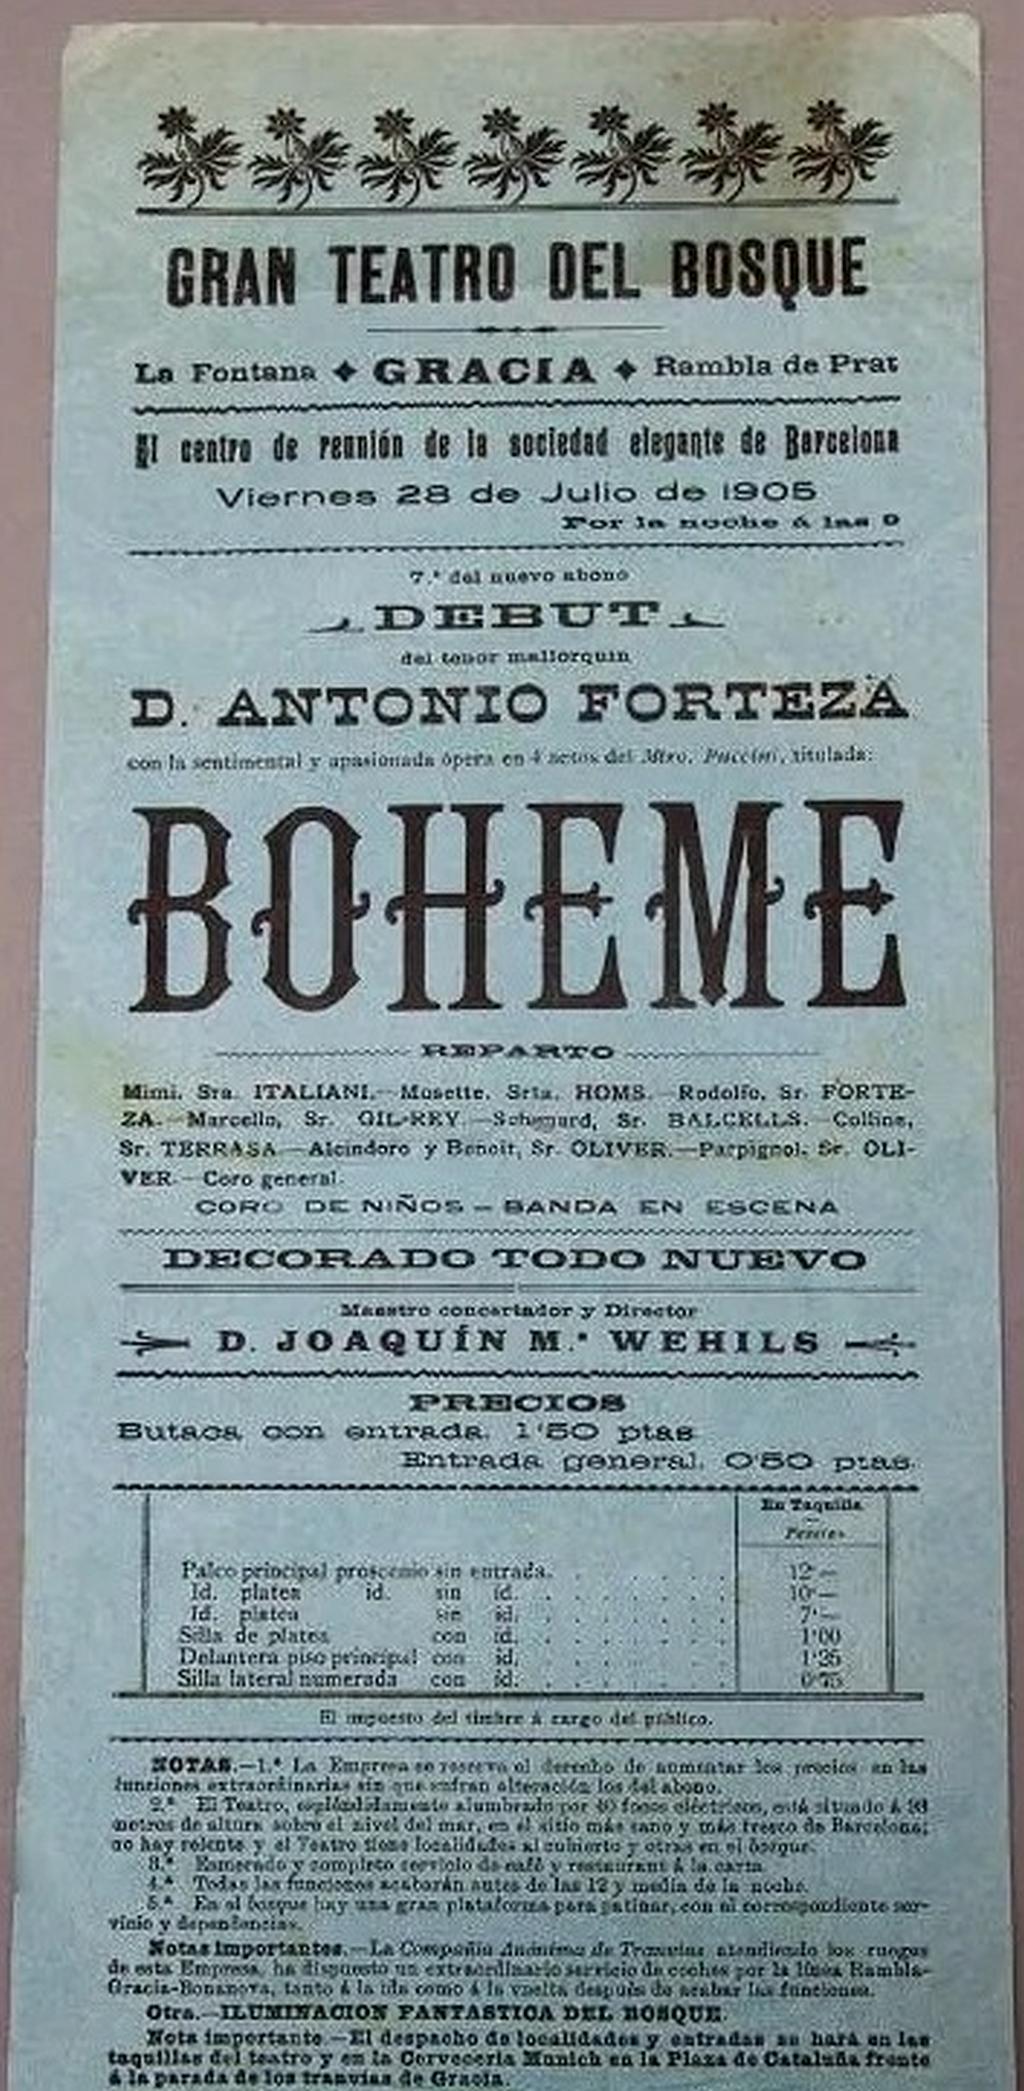 GRAN TEATRO DEL BOSQUE
La Fontana ✦ GRACIA ✦ Rambla de Prat
El centro de reunión de la sociedad elegante de Barcelona
Viernes 28 de Julio de 1905
Por la noche á las 9
7.ª del nuevo abono
DEBUT
del tenor mallorquin
D. ANTONIO FORTEZA
con la sentimental y apasionada ópera en 4 actos del Mtro. Puccini, titulada:
BOHEME
REPARTO
Mimi, Sra. ITALIANI.—Musette, Srta. HOMS.—Rodolfo, Sr. FORTE-
ZA.—Marcello, Sr. GIL-REY.—Schaunard, Sr. BALCELLS.—Colline,
Sr. TERRASA.—Alcindoro y Benoit, Sr. OLIVER.—Parpignol, Sr. OLI-
VER.—Coro general.
CORO DE NIÑOS – BANDA EN ESCENA
DECORADO TODO NUEVO
Maestro concertador y Director
D. JOAQUÍN M.ª WEHILS
PRECIOS
Butaca con entrada. 1'50 ptas
Entrada general. 0'50 ptas.
En Taquilla
Pesetas
Palco principal proscenio sin entrada. 12'—
Id. platea id. sin id. 10'—
Id. platea sin id. 7'—
Silla de platea con id. 1'00
Delantera piso principal con id. 1'25
Silla lateral numerada con id. 0'75
El impuesto del timbre á cargo del público.
NOTAS.—1.ª La Empresa se reserva el derecho de aumentar los precios en las
funciones extraordinarias sin que sufran alteración los del abono.
2.ª El Teatro, espléndidamente alumbrado por 40 focos eléctricos, está situado á
metros de altura sobre el nivel del mar, en el sitio más sano y más fresco de Barcelona;
no hay relente y el Teatro tiene localidades al cubierto y otras en el bosque.
3.ª Esmerado y completo servicio de café y restaurant á la carta.
4.ª Todas las funciones acabarán antes de las 12 y media de la noche.
5.ª En el bosque hay una gran plataforma para patinar, con el correspondiente ser-
vicio y dependencias.
Notas importantes.—La Compañía Anónima de Tranvías atendiendo los ruegos
de esta Empresa, ha dispuesto un extraordinario servicio de coches por la línea Rambla-
Gracia-Bonanova, tanto á la ida como á la vuelta después de acabar las funciones.
Otra.—ILUMINACION FANTASTICA DEL BOSQUE.
Nota importante.—El despacho de localidades y entradas se hará en las
taquillas del teatro y en la Cervecería Munich en la Plaza de Cataluña frente
á la parada de los tranvías de Gracia.